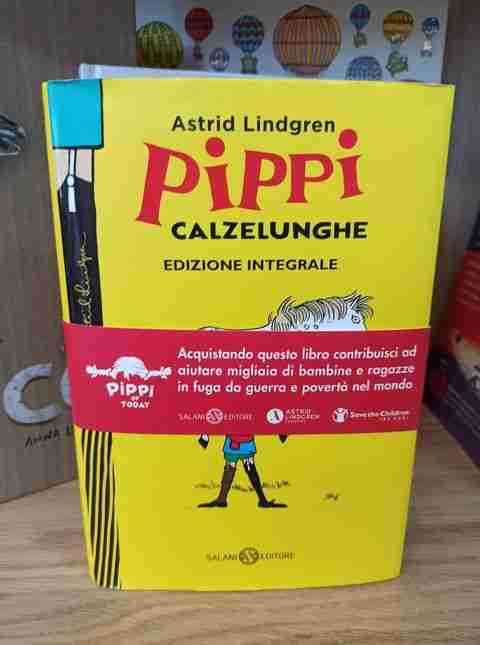 Astrid Lindgren
PiPPi
CALZELUNGHE
EDIZIONE INTEGRALE
PiPPi
OF
TODAY
Acquistando questo libro contribuisci ad
aiutare migliaia di bambine e ragazze
in fuga da guerra e povertà nel mondo
SALANI EDITORE
ASTRID
LINDGREN
Save the Children
SALANI EDITORE